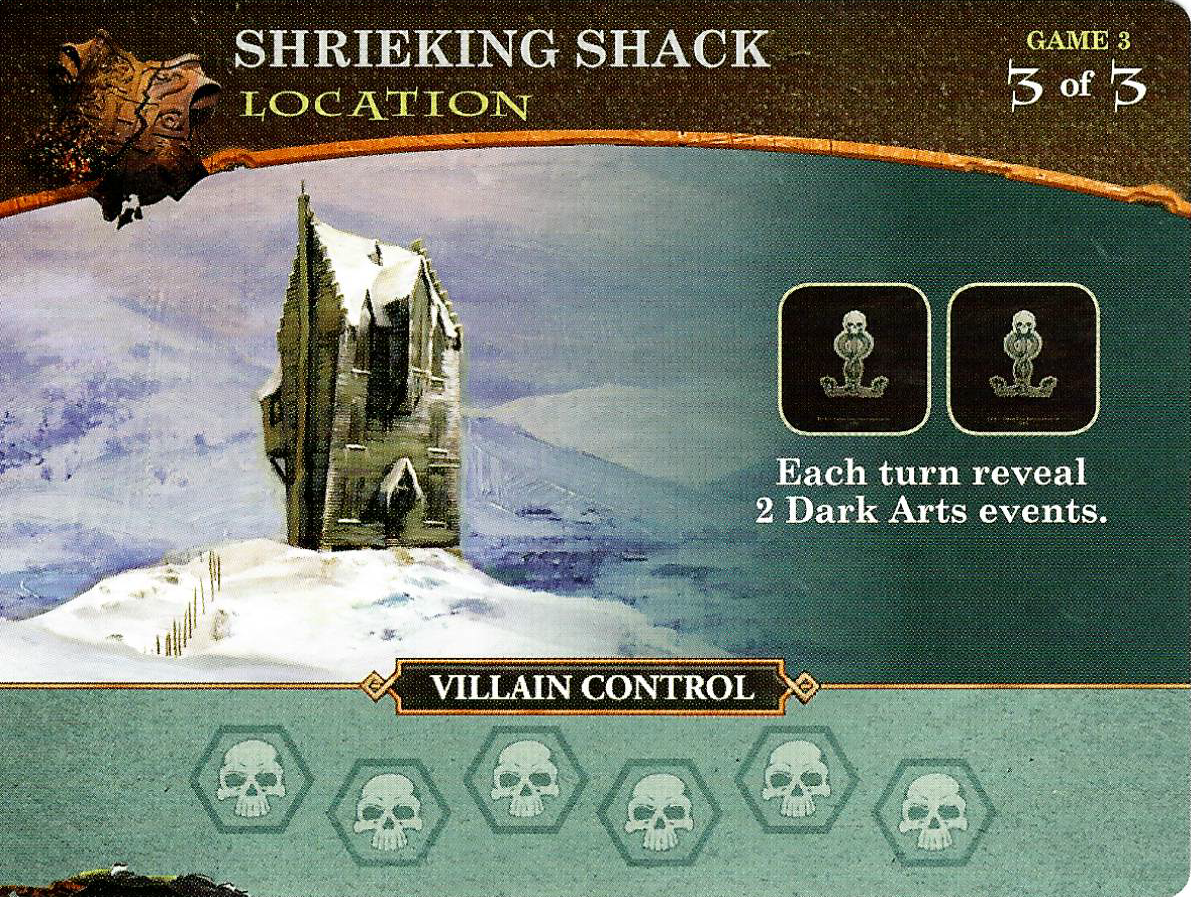 SHRIEKING SHACK
LOCATION
GAME 3
3 of 3
Each turn reveal
2 Dark Arts events.
VILLAIN CONTROL